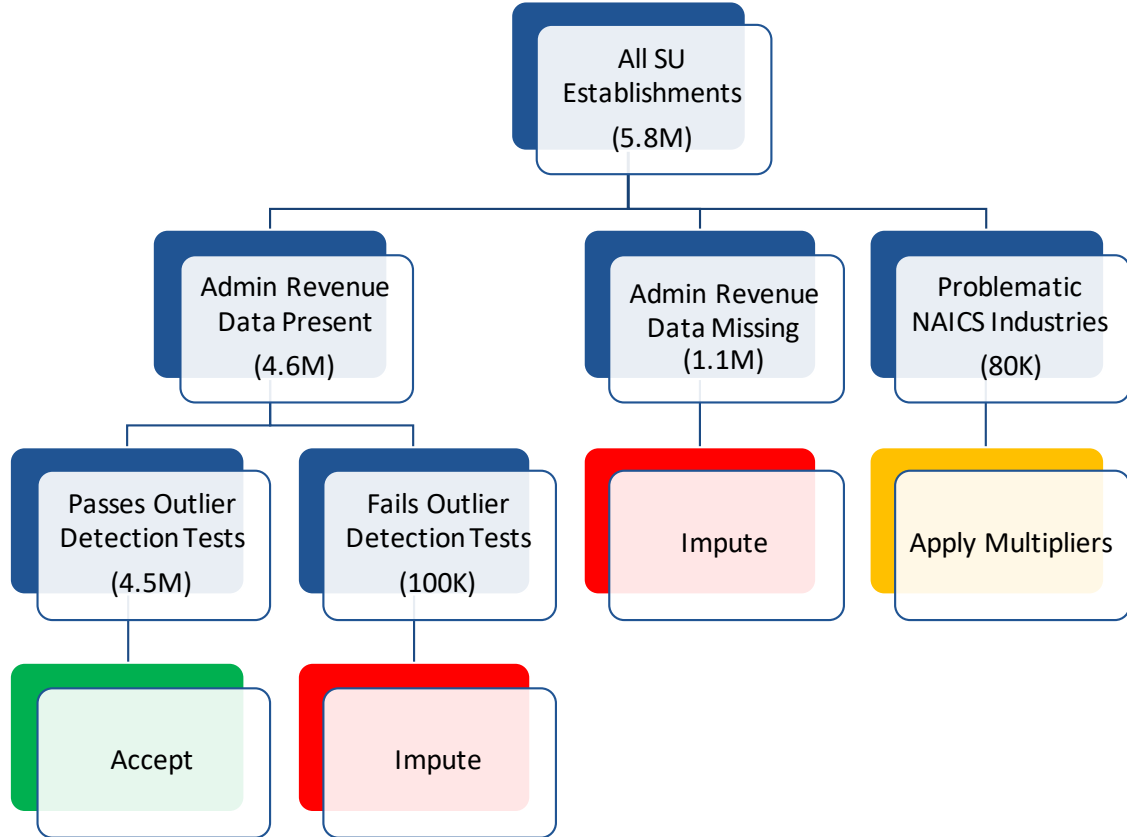 All SU
Establishments
(5.8M)
Admin Revenue
Data Present
(4.6M)
Admin Revenue
Data Missing
(1.1M)
Problematic
NAICS Industries
(80K)
Passes Outlier
Detection Tests
(4.5M)
Fails Outlier
Detection Tests
(100K)
Impute
Apply Multipliers
Accept
Impute